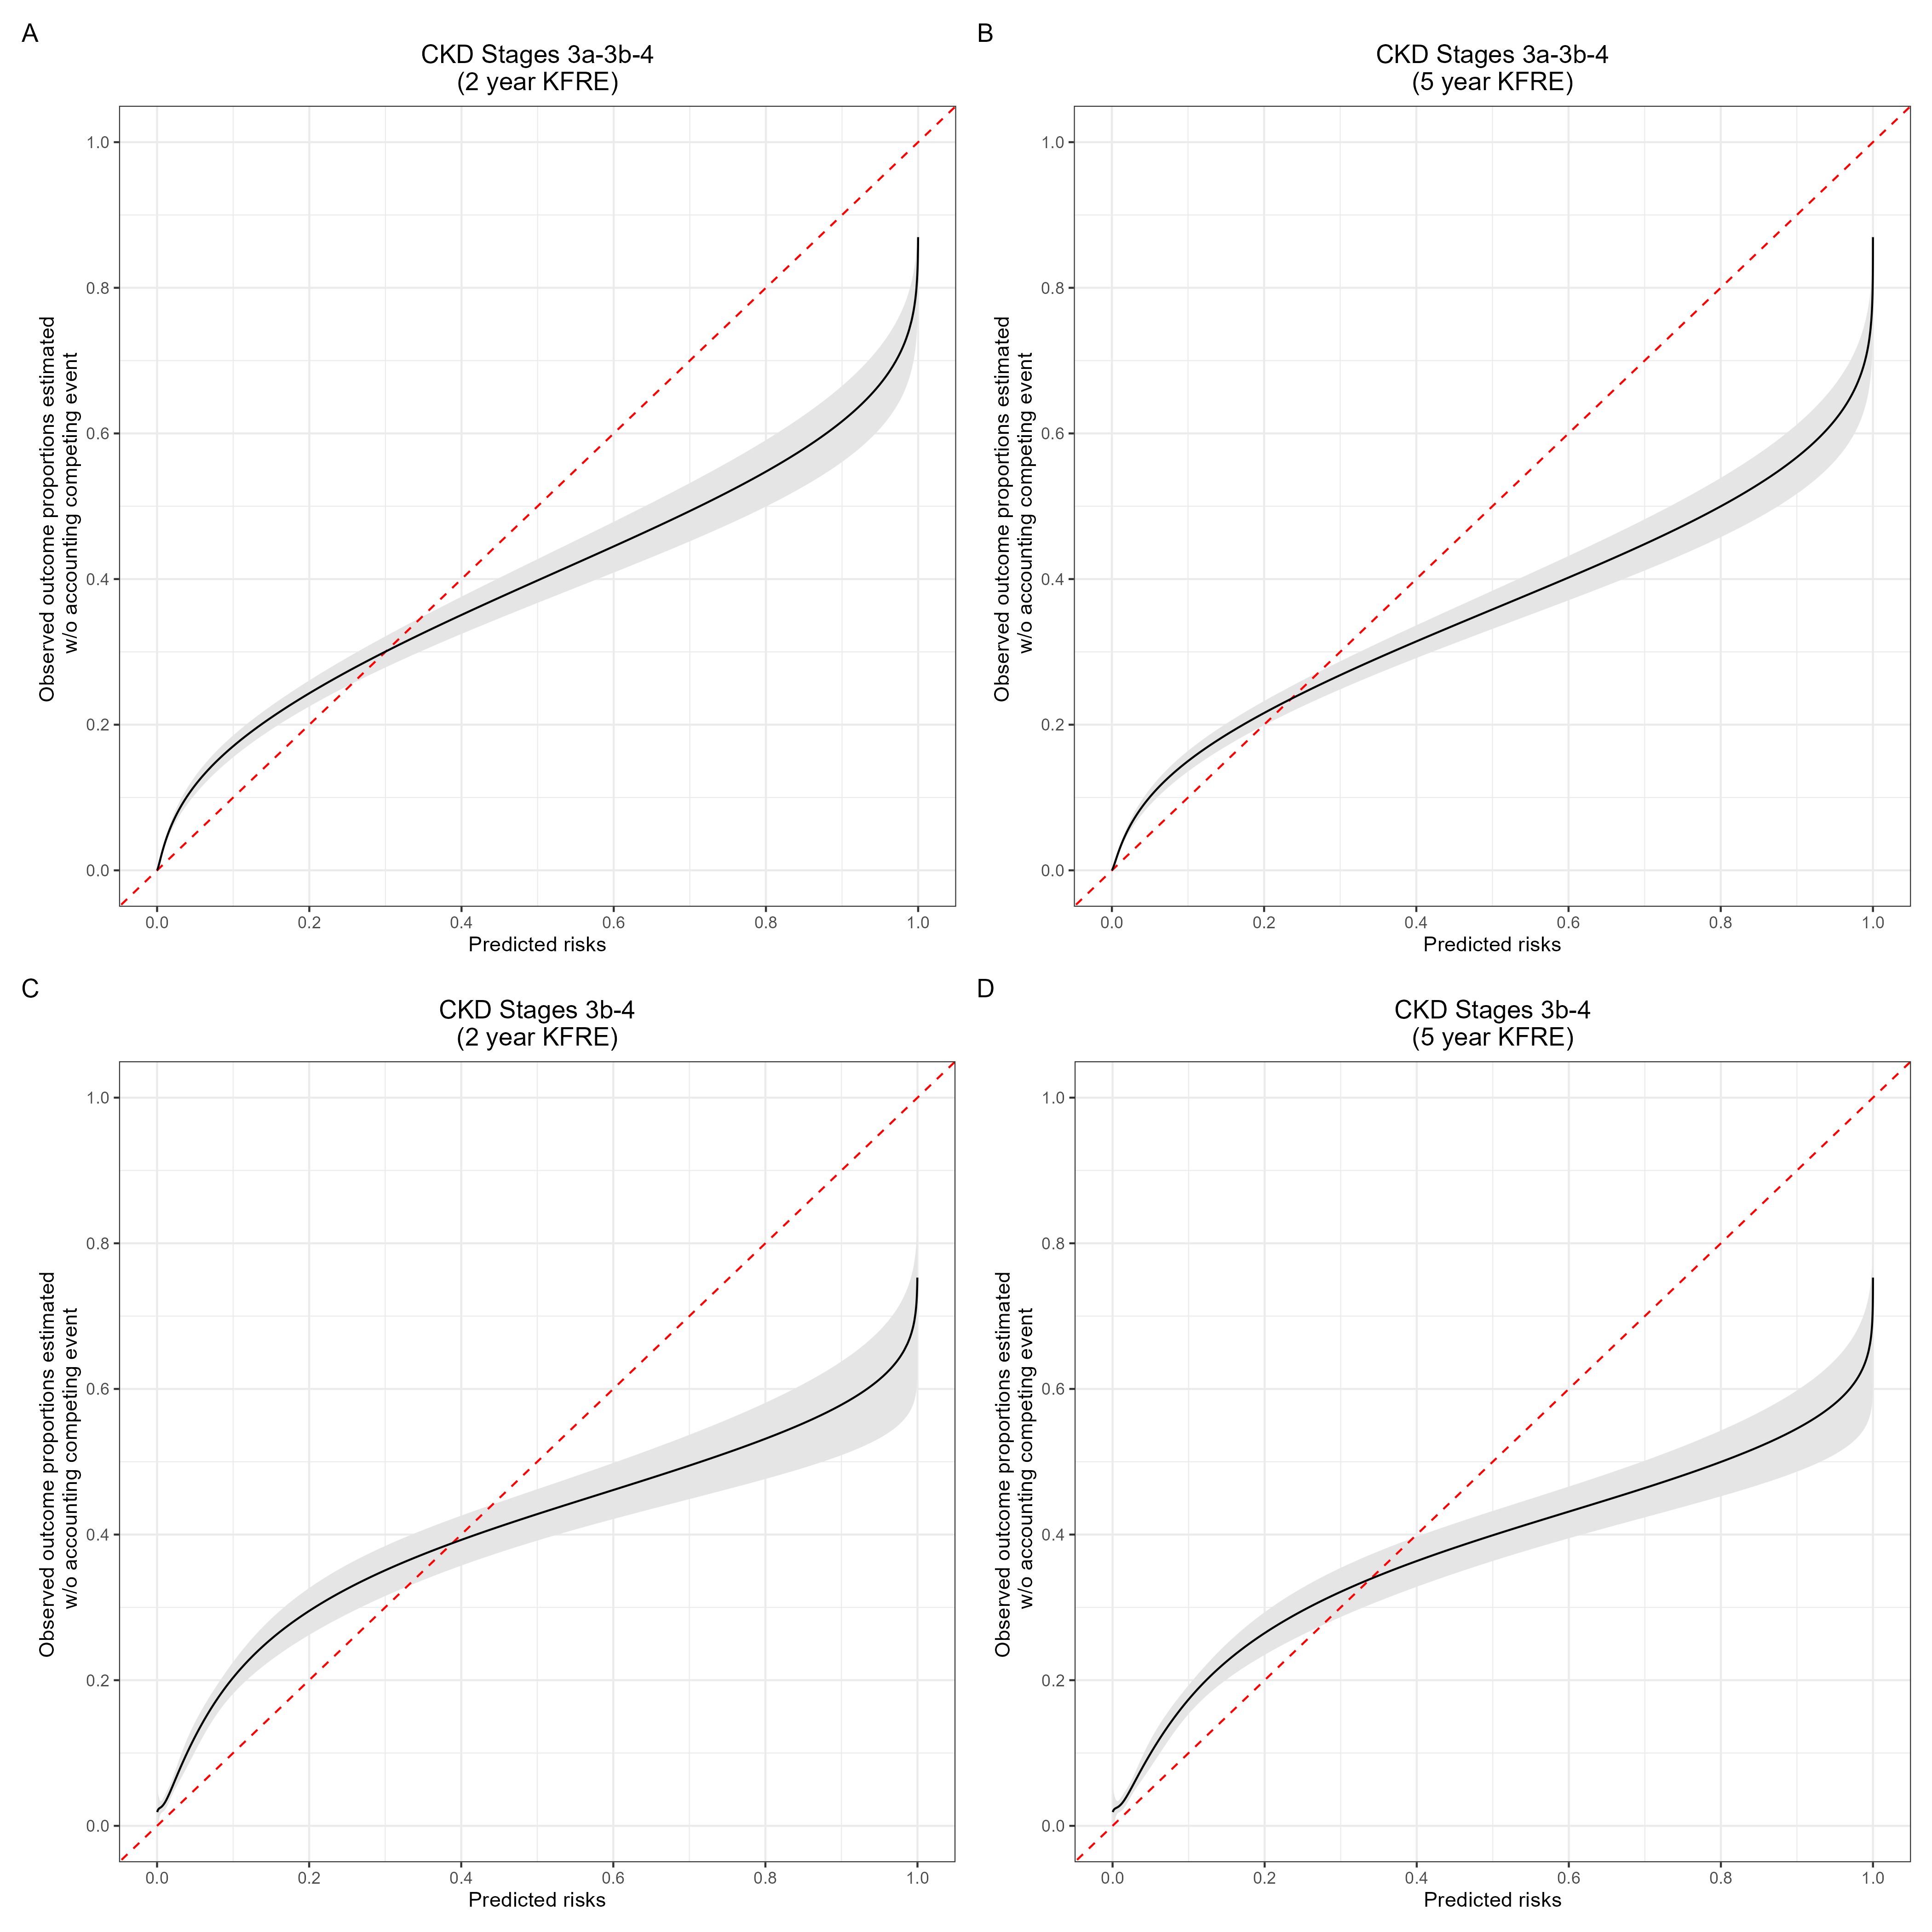 A
CKD Stages 3a-3b-4
(2 year KFRE)
Observed outcome proportions estimated
w/o accounting competing event
1.0
0.8
0.6
0.4
0.2
0.0
0.0 0.2 0.4 0.6 0.8 1.0
Predicted risks
B
CKD Stages 3a-3b-4
(5 year KFRE)
Observed outcome proportions estimated
w/o accounting competing event
1.0
0.8
0.6
0.4
0.2
0.0
0.0 0.2 0.4 0.6 0.8 1.0
Predicted risks
C
CKD Stages 3b-4
(2 year KFRE)
Observed outcome proportions estimated
w/o accounting competing event
1.0
0.8
0.6
0.4
0.2
0.0
0.0 0.2 0.4 0.6 0.8 1.0
Predicted risks
D
CKD Stages 3b-4
(5 year KFRE)
Observed outcome proportions estimated
w/o accounting competing event
1.0
0.8
0.6
0.4
0.2
0.0
0.0 0.2 0.4 0.6 0.8 1.0
Predicted risks